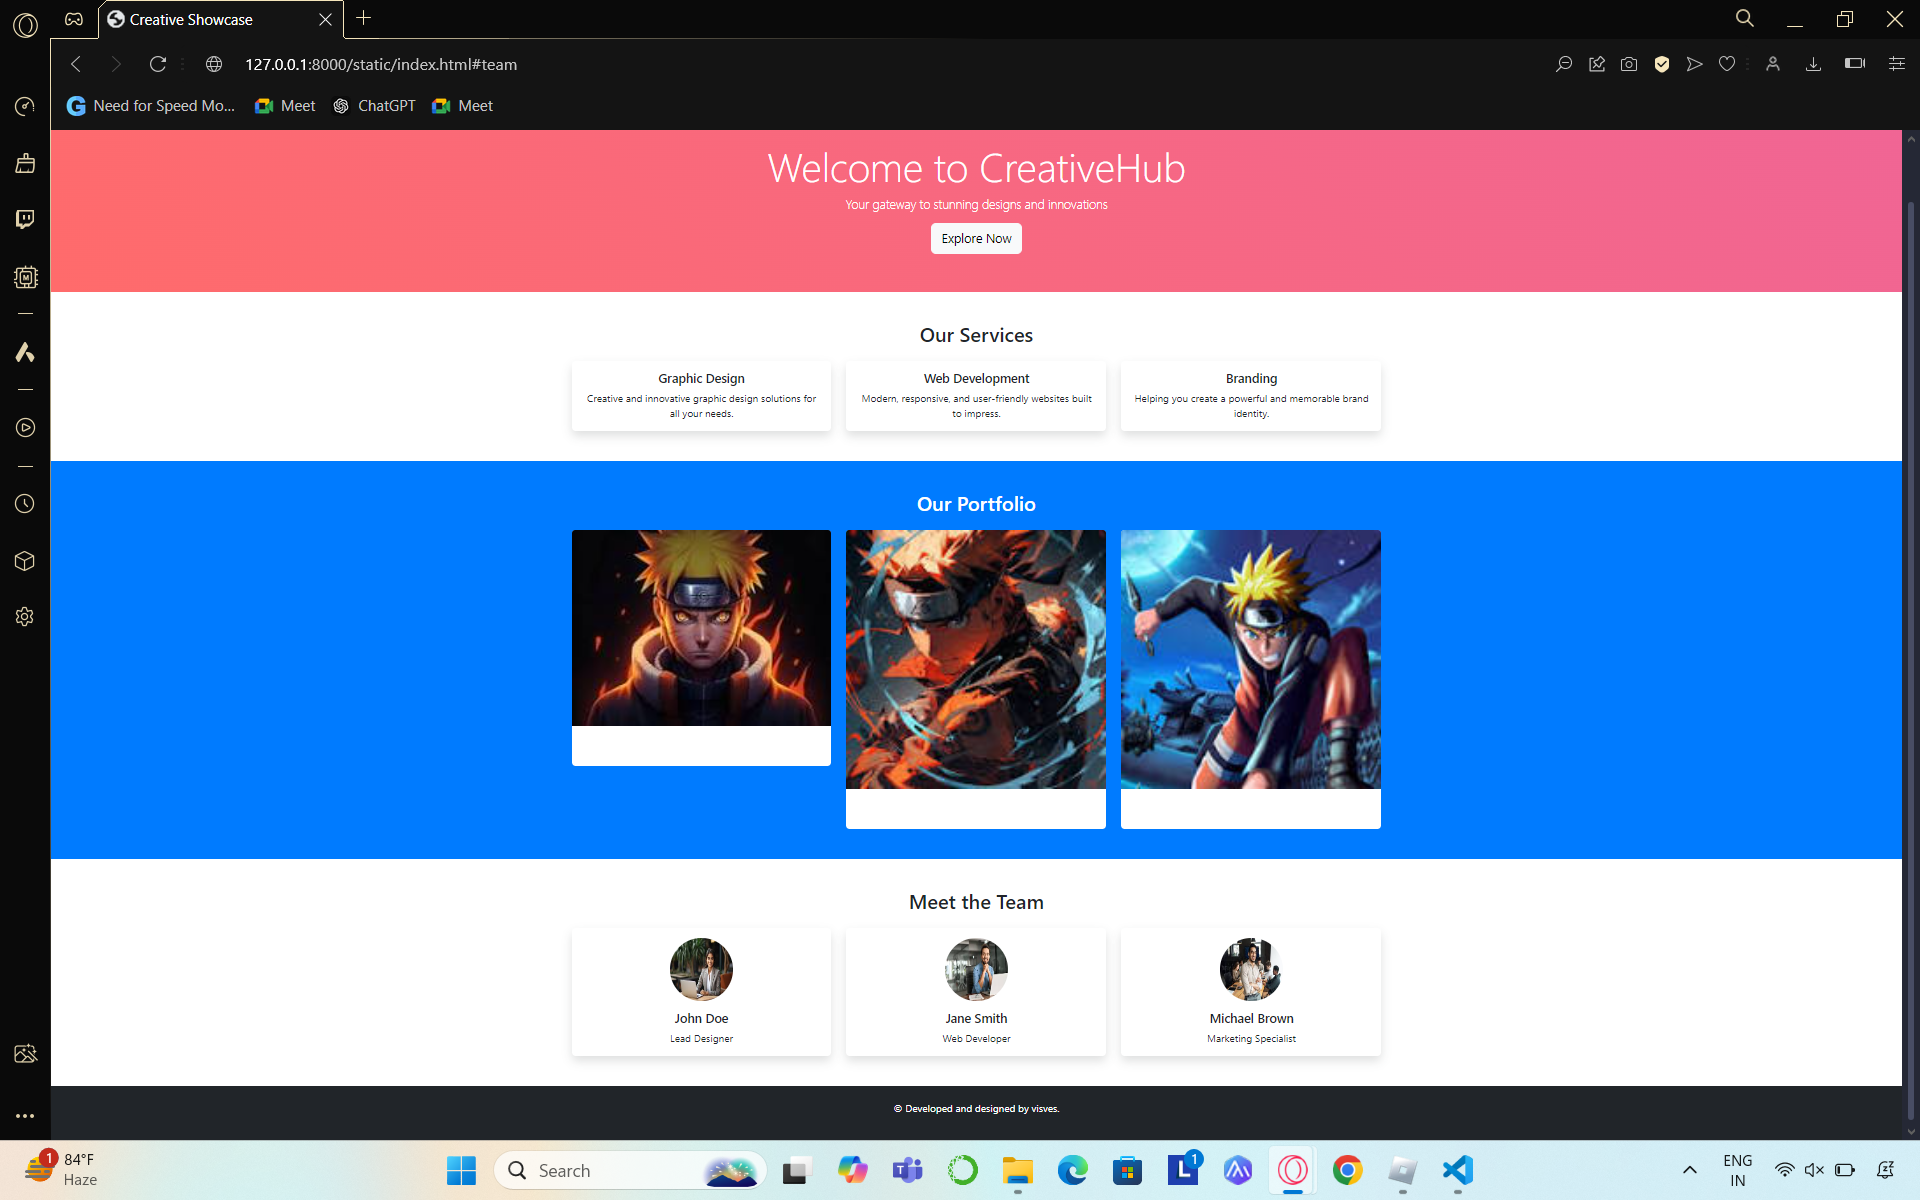 Creative Showcase
127.0.0.1:8000/static/index.html#team
Need for Speed Mo...
Meet
ChatGPT
Meet
Welcome to CreativeHub
Your gateway to stunning designs and innovations
Explore Now
Our Services
Graphic Design
Creative and innovative graphic design solutions for
all your needs.
Web Development
Modern, responsive, and user-friendly websites built
to impress.
Branding
Helping you create a powerful and memorable brand
identity.
Our Portfolio
Meet the Team
John Doe
Lead Designer
Jane Smith
Web Developer
Michael Brown
Marketing Specialist
© Developed and designed by visves.
1
84°F
Haze
Search
1
ENG
IN